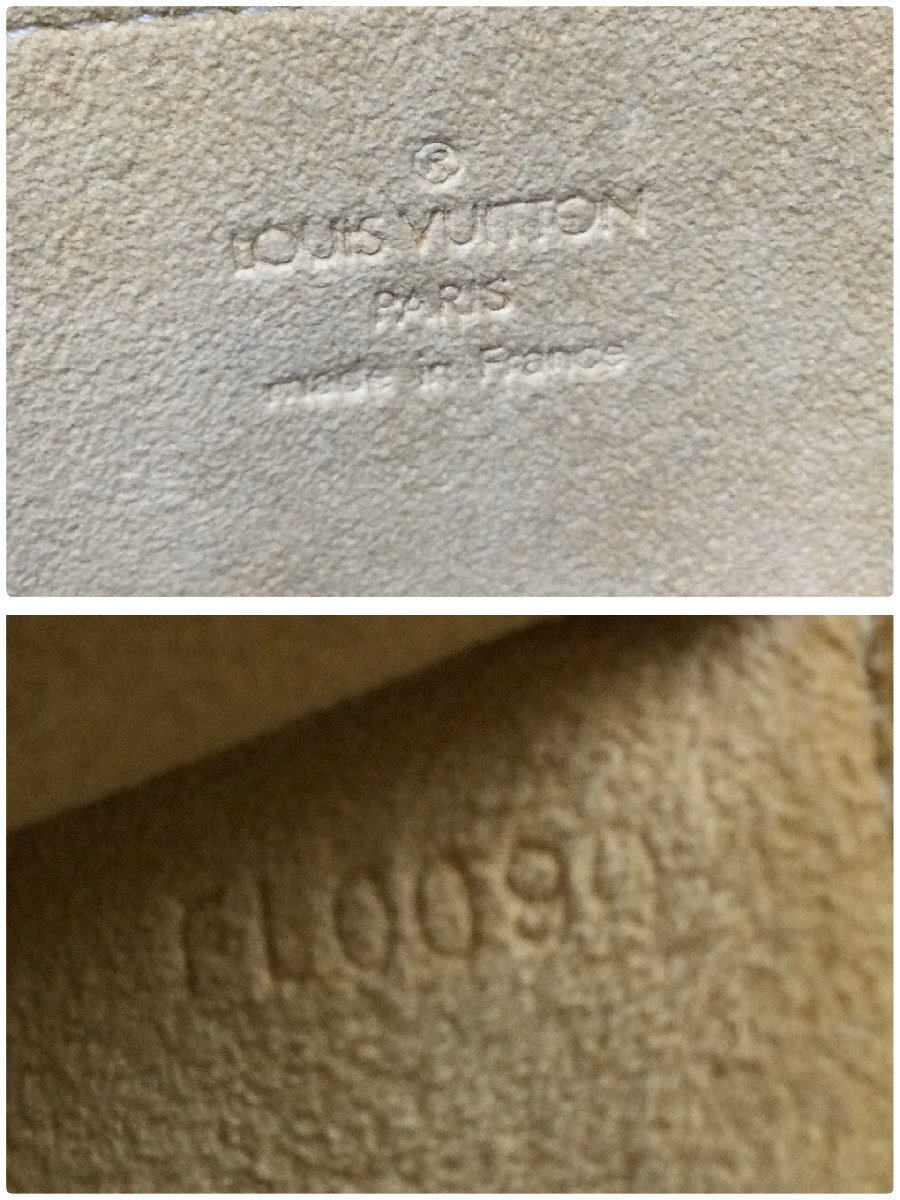 R
LOUIS VUITTON
PARIS
made in France
FL0090